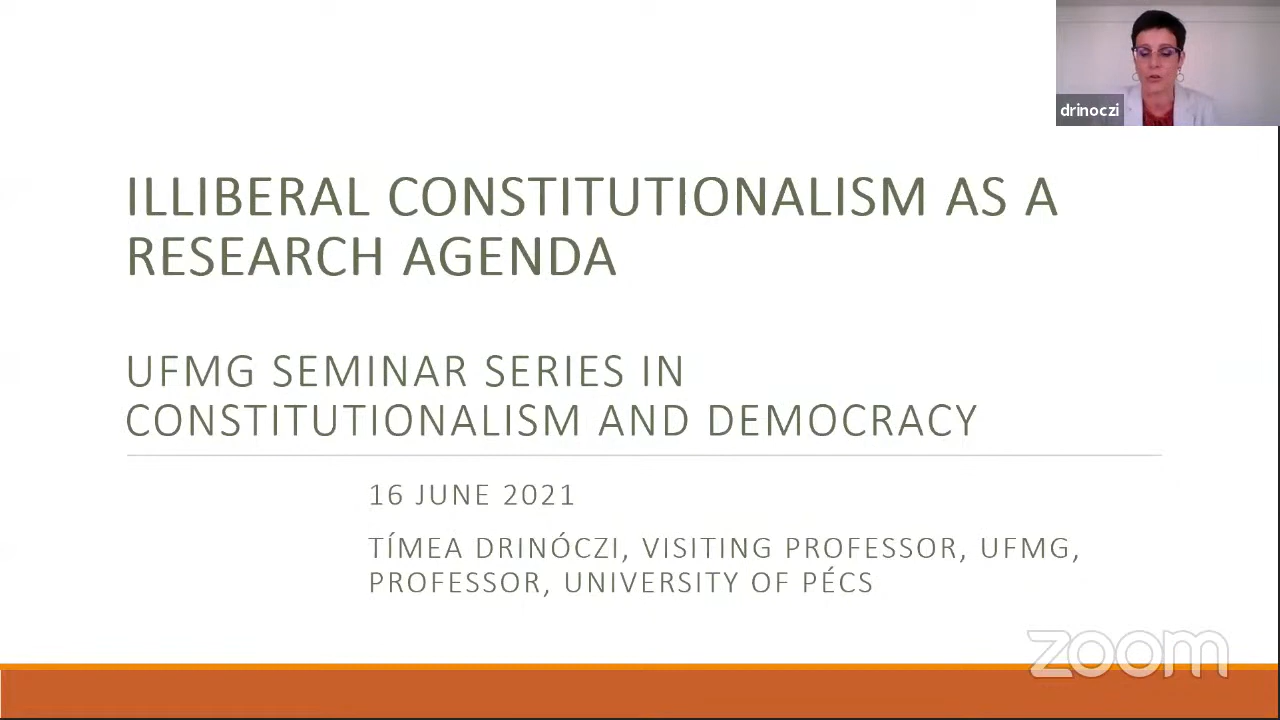 drinoczi
ILLIBERAL CONSTITUTIONALISM AS A
RESEARCH AGENDA
UFMG SEMINAR SERIES IN
CONSTITUTIONALISM AND DEMOCRACY
16 JUNE 2021
TÍMEA DRINÓCZI, VISITING PROFESSOR, UFMG,
PROFESSOR, UNIVERSITY OF PÉCS
zoom